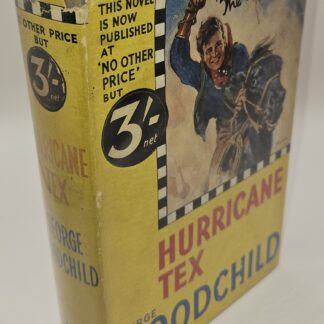 OTHER PRICE
BUT
3/-
net
HURRICANE
TEX
GEORGE
GOODCHILD
THIS NOVEL
IS NOW
PUBLISHED
AT
'NO OTHER
PRICE'
BUT
3/-
net
The
HURRICANE
TEX
ODCHILD